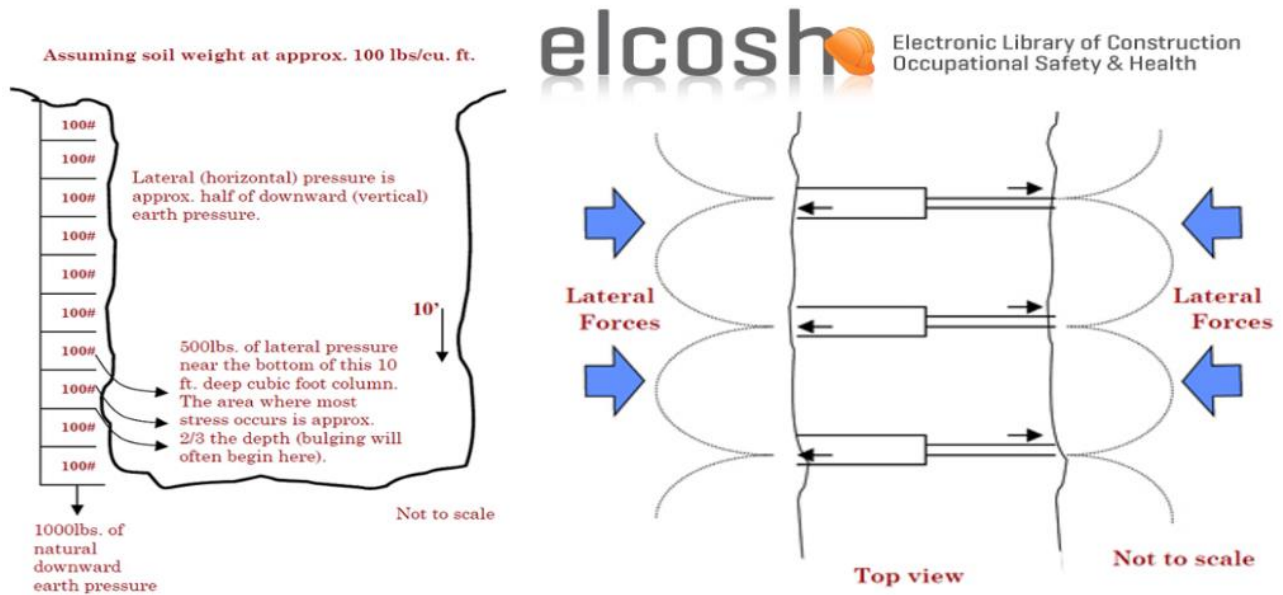 Assuming soil weight at approx. 100 lbs/cu. ft.
elcosh
Electronic Library of Construction
Occupational Safety & Health
100#
100#
100#
100#
100#
100#
100#
100#
100#
100#
Lateral (horizontal) pressure is
approx. half of downward (vertical)
earth pressure.
10'
500lbs. of lateral pressure
near the bottom of this 10
ft. deep cubic foot column.
The area where most
stress occurs is approx.
2/3 the depth (bulging will
often begin here).
Not to scale
1000lbs. of
natural
downward
earth pressure
Lateral
Forces
Lateral
Forces
Top view
Not to scale